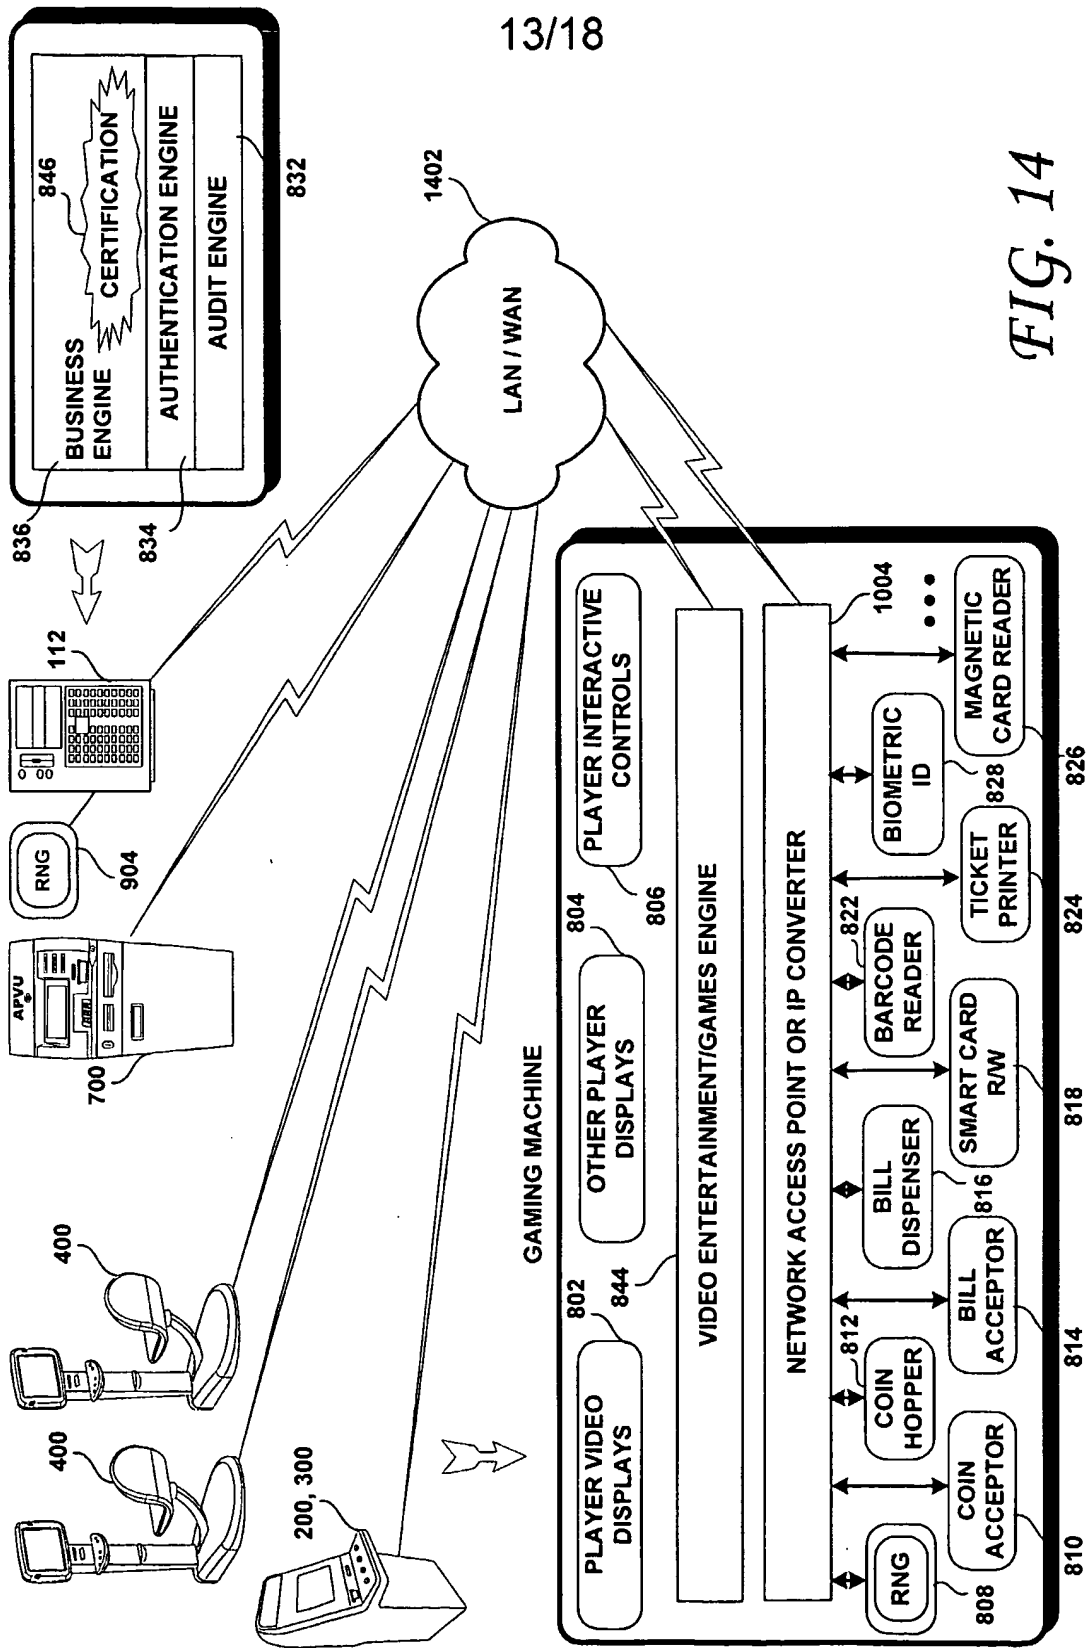 13/18
846
CERTIFICATION
BUSINESS
ENGINE
AUTHENTICATION ENGINE
AUDIT ENGINE
836
834
832
112
RNG
904
APVU
700
400
400
200, 300
1402
LAN / WAN
GAMING MACHINE
802
PLAYER VIDEO
DISPLAYS
804
OTHER PLAYER
DISPLAYS
806
PLAYER INTERACTIVE
CONTROLS
844
VIDEO ENTERTAINMENT/GAMES ENGINE
NETWORK ACCESS POINT OR IP CONVERTER
1004
RNG
808
COIN
ACCEPTOR
810
812
COIN
HOPPER
BILL
ACCEPTOR
814
BILL
DISPENSER
816
SMART CARD
R/W
818
822
BARCODE
READER
TICKET
PRINTER
824
BIOMETRIC
ID
828
MAGNETIC
CARD READER
826
FIG. 14